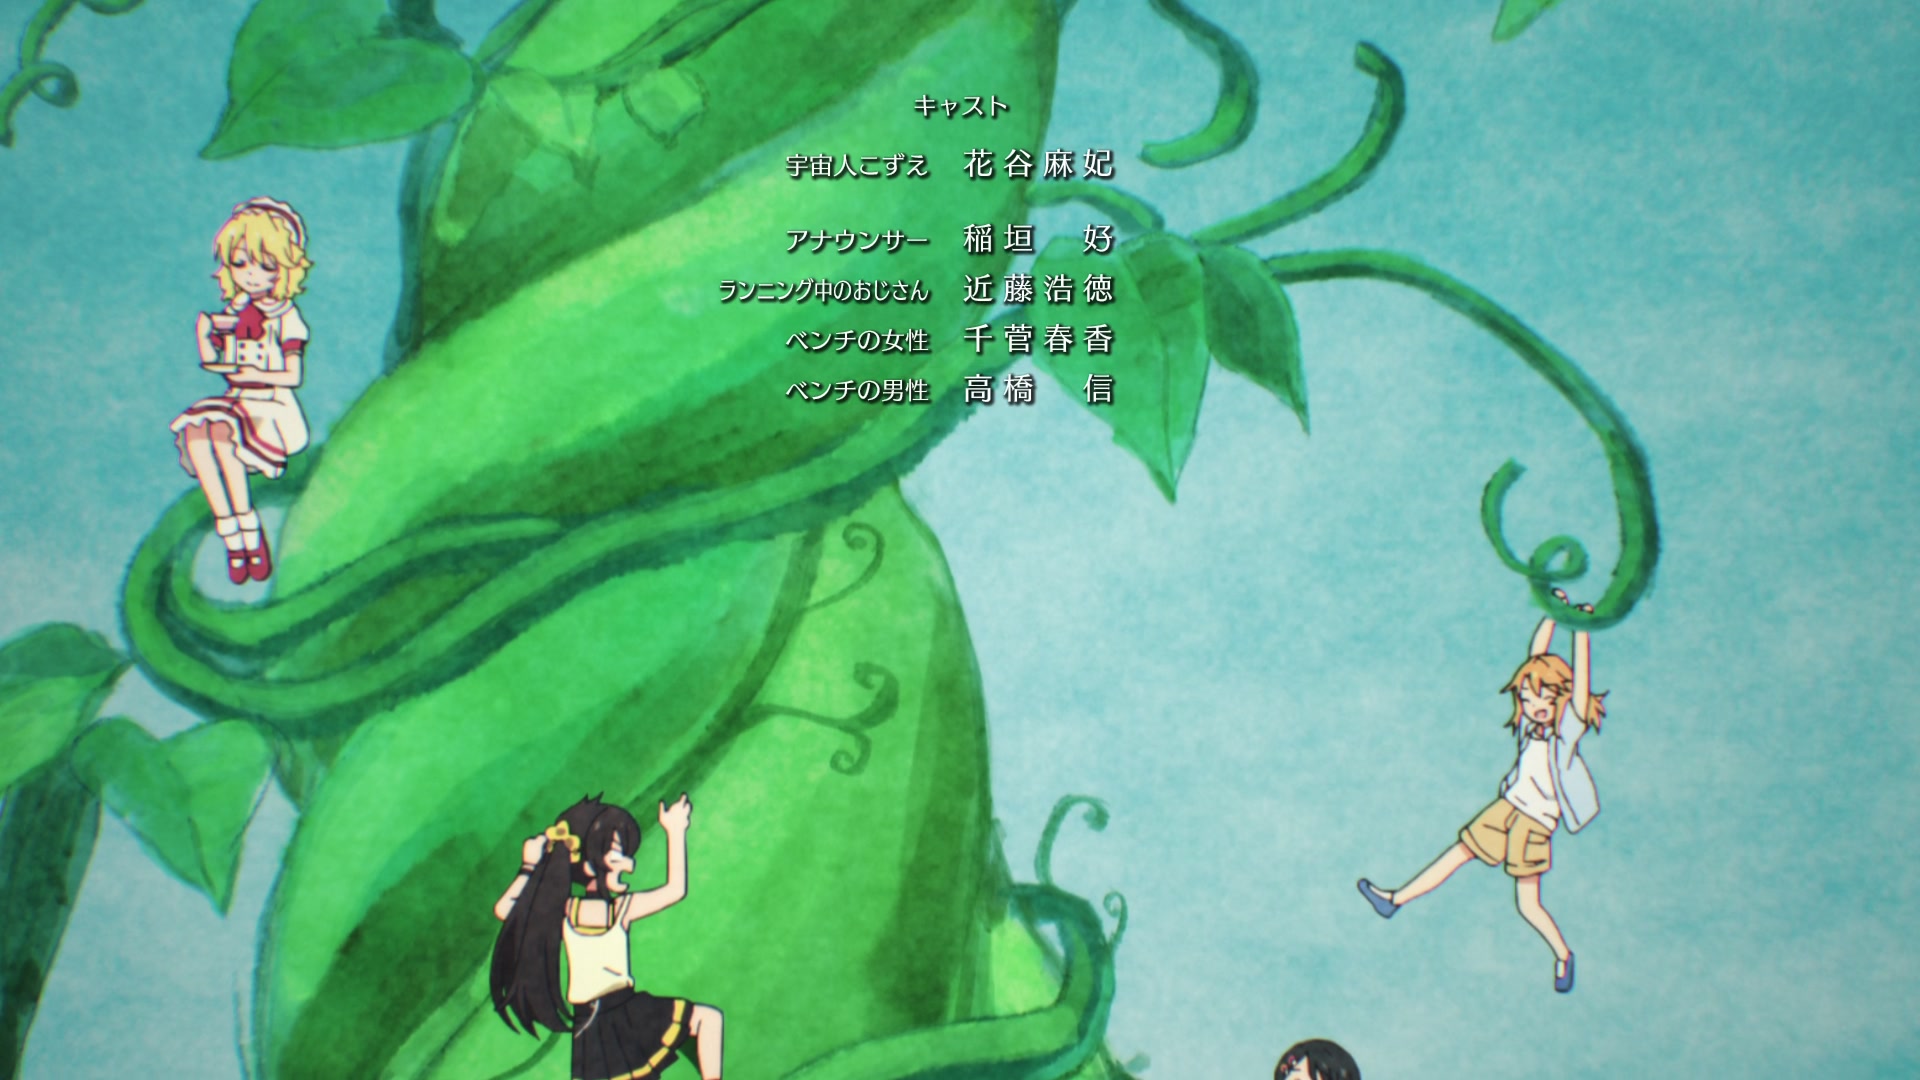 キャスト
宇宙人こずえ 花谷麻妃
アナウンサー 稲垣 好
ランニング中のおじさん 近藤浩徳
ベンチの女性 千菅春香
ベンチの男性 高橋 信